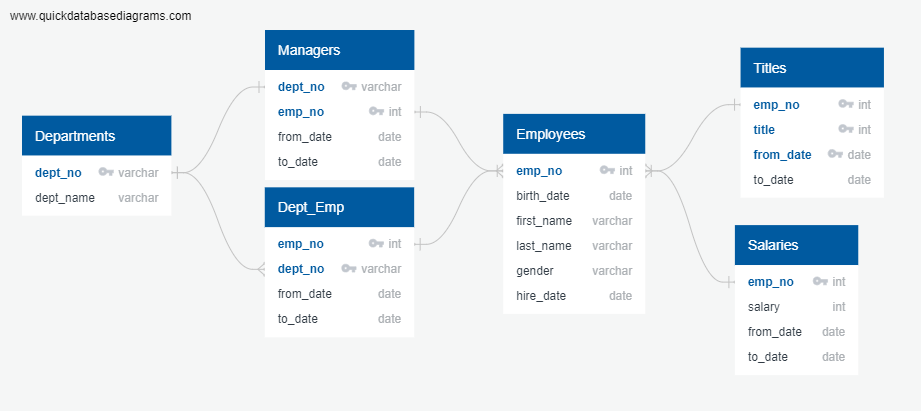 www.quickdatabasediagrams.com
Departments
dept_no varchar
dept_name varchar
Managers
dept_no varchar
emp_no int
from_date date
to_date date
Dept_Emp
emp_no int
dept_no varchar
from_date date
to_date date
Employees
emp_no int
birth_date date
first_name varchar
last_name varchar
gender varchar
hire_date date
Titles
emp_no int
title int
from_date date
to_date date
Salaries
emp_no int
salary int
from_date date
to_date date